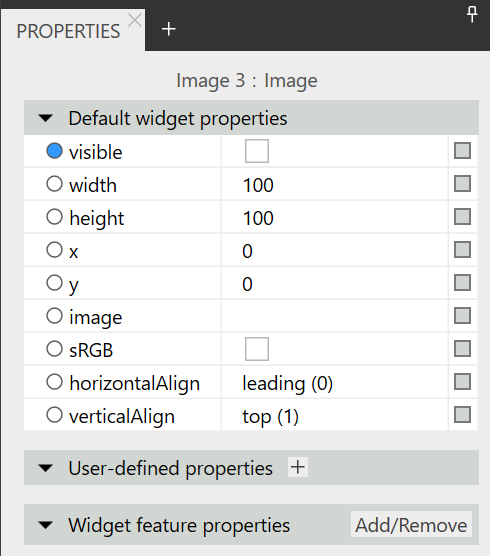 PROPERTIES
Image 3 : Image
Default widget properties
visible
width 100
height 100
x 0
y 0
image
sRGB
horizontalAlign leading (0)
verticalAlign top (1)
User-defined properties +
Widget feature properties Add/Remove